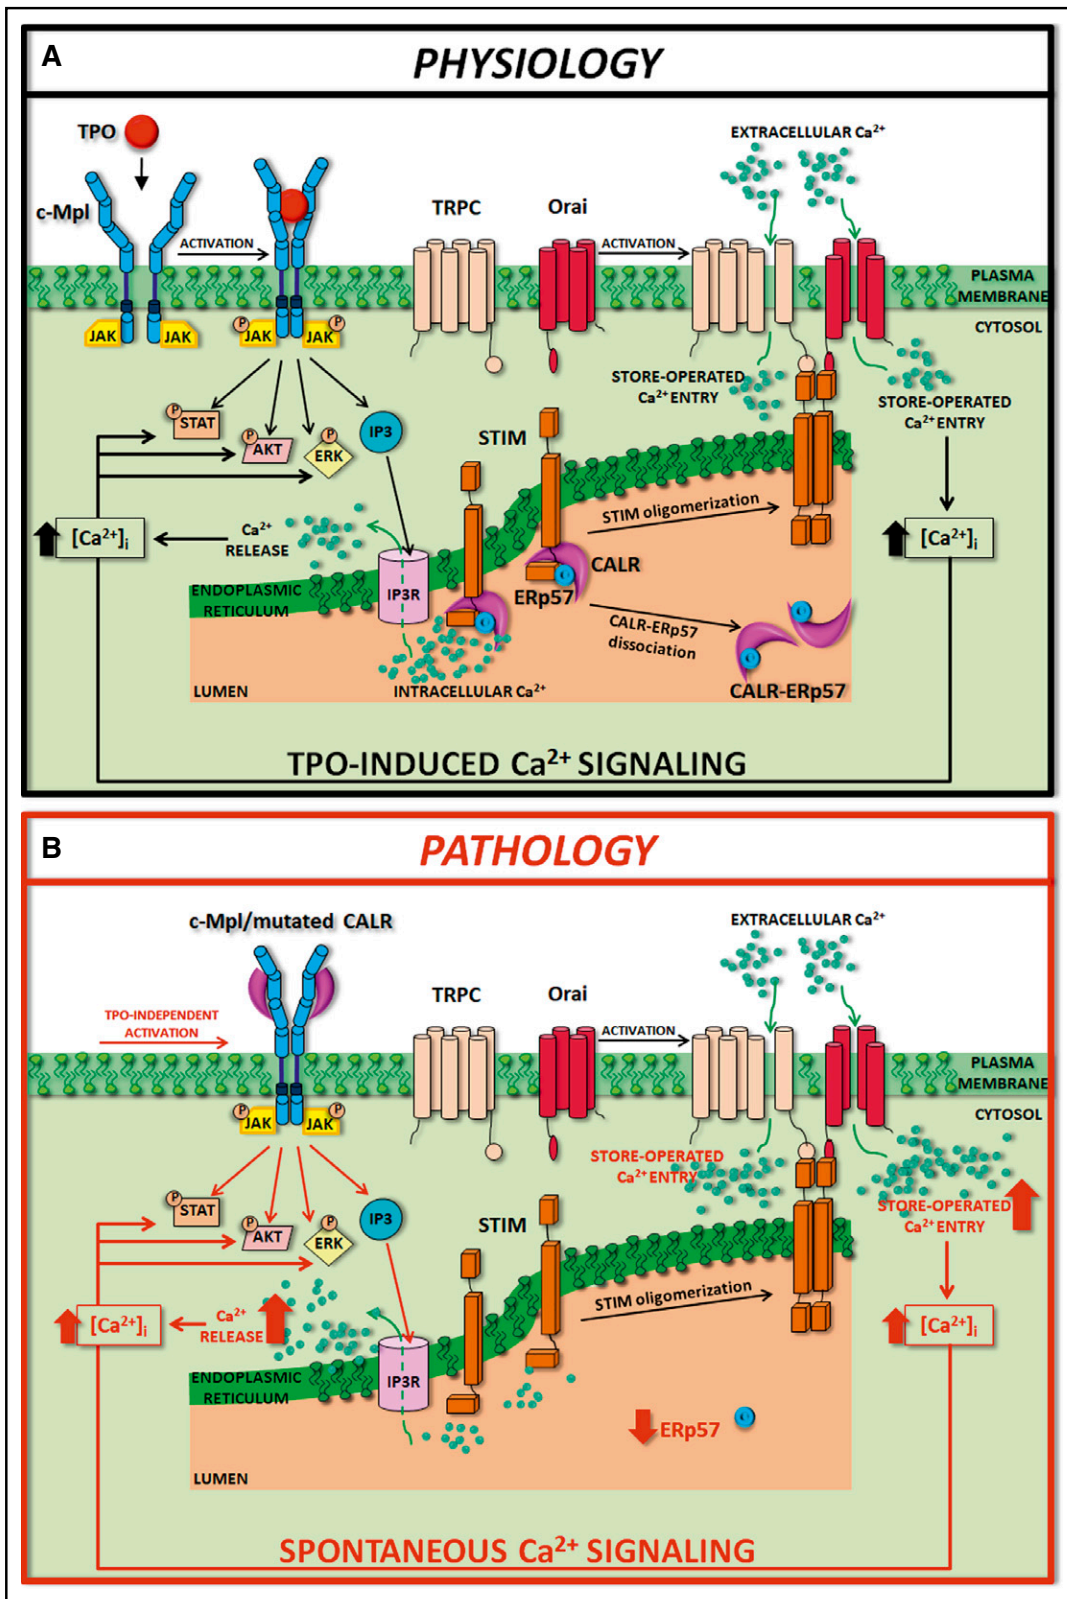 A
PHYSIOLOGY
TPO
EXTRACELLULAR Ca2+
c-Mpl
TRPC
Orai
ACTIVATION
ACTIVATION
PLASMA
MEMBRANE
CYTOSOL
P
JAK
JAK
JAK
JAK
P
STORE-OPERATED
Ca2+ ENTRY
STORE-OPERATED
Ca2+ ENTRY
P
STAT
P
AKT
P
ERK
IP3
STIM
STIM oligomerization
[Ca2+]i
Ca2+
RELEASE
[Ca2+]i
CALR
ERp57
ENDOPLASMIC
RETICULUM
IP3R
CALR-ERp57
dissociation
LUMEN
INTRACELLULAR Ca2+
CALR-ERp57
TPO-INDUCED Ca2+ SIGNALING
B
PATHOLOGY
c-Mpl/mutated CALR
EXTRACELLULAR Ca2+
TRPC
Orai
TPO-INDEPENDENT
ACTIVATION
ACTIVATION
PLASMA
MEMBRANE
CYTOSOL
P
JAK
JAK
P
STORE-OPERATED
Ca2+ ENTRY
STORE-OPERATED
Ca2+ ENTRY
P
STAT
P
AKT
P
ERK
IP3
STIM
STIM oligomerization
[Ca2+]i
Ca2+
RELEASE
[Ca2+]i
ENDOPLASMIC
RETICULUM
IP3R
ERp57
LUMEN
SPONTANEOUS Ca2+ SIGNALING